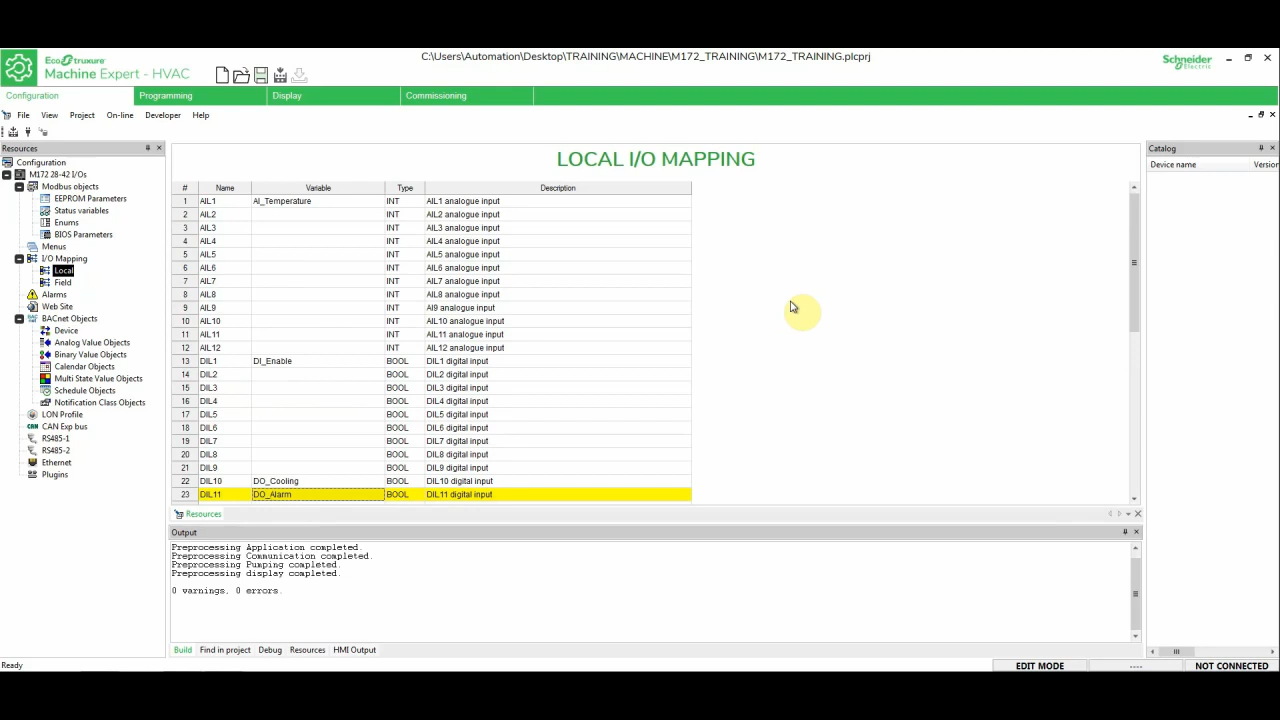 C:\Users\Automation\Desktop\TRAINING\MACHINE\M172_TRAINING\M172_TRAINING.plcprj
EcoStruxure
Machine Expert - HVAC
Schneider Electric
Configuration Programming Display Commissioning
File View Project On-line Developer Help
Resources
Configuration
M172 28-42 I/Os
Modbus objects
EEPROM Parameters
Status variables
Enums
BIOS Parameters
Menus
I/O Mapping
Local
Field
Alarms
Web Site
BACnet Objects
Device
Analog Value Objects
Binary Value Objects
Calendar Objects
Multi State Value Objects
Schedule Objects
Notification Class Objects
LON Profile
CAN Exp bus
RS485-1
RS485-2
Ethernet
Plugins
LOCAL I/O MAPPING
# Name Variable Type Description
1 AIL1 AI_Temperature INT AIL1 analogue input
2 AIL2 INT AIL2 analogue input
3 AIL3 INT AIL3 analogue input
4 AIL4 INT AIL4 analogue input
5 AIL5 INT AIL5 analogue input
6 AIL6 INT AIL6 analogue input
7 AIL7 INT AIL7 analogue input
8 AIL8 INT AIL8 analogue input
9 AIL9 INT AI9 analogue input
10 AIL10 INT AIL10 analogue input
11 AIL11 INT AIL11 analogue input
12 AIL12 INT AIL12 analogue input
13 DIL1 DI_Enable BOOL DIL1 digital input
14 DIL2 BOOL DIL2 digital input
15 DIL3 BOOL DIL3 digital input
16 DIL4 BOOL DIL4 digital input
17 DIL5 BOOL DIL5 digital input
18 DIL6 BOOL DIL6 digital input
19 DIL7 BOOL DIL7 digital input
20 DIL8 BOOL DIL8 digital input
21 DIL9 BOOL DIL9 digital input
22 DIL10 DO_Cooling BOOL DIL10 digital input
23 DIL11 DO_Alarm BOOL DIL11 digital input
Resources
Catalog
Device name Version
Output
Preprocessing Application completed.
Preprocessing Communication completed.
Preprocessing Pumping completed.
Preprocessing display completed.
0 warnings, 0 errors.
Build Find in project Debug Resources HMI Output
Ready
EDIT MODE ---- NOT CONNECTED